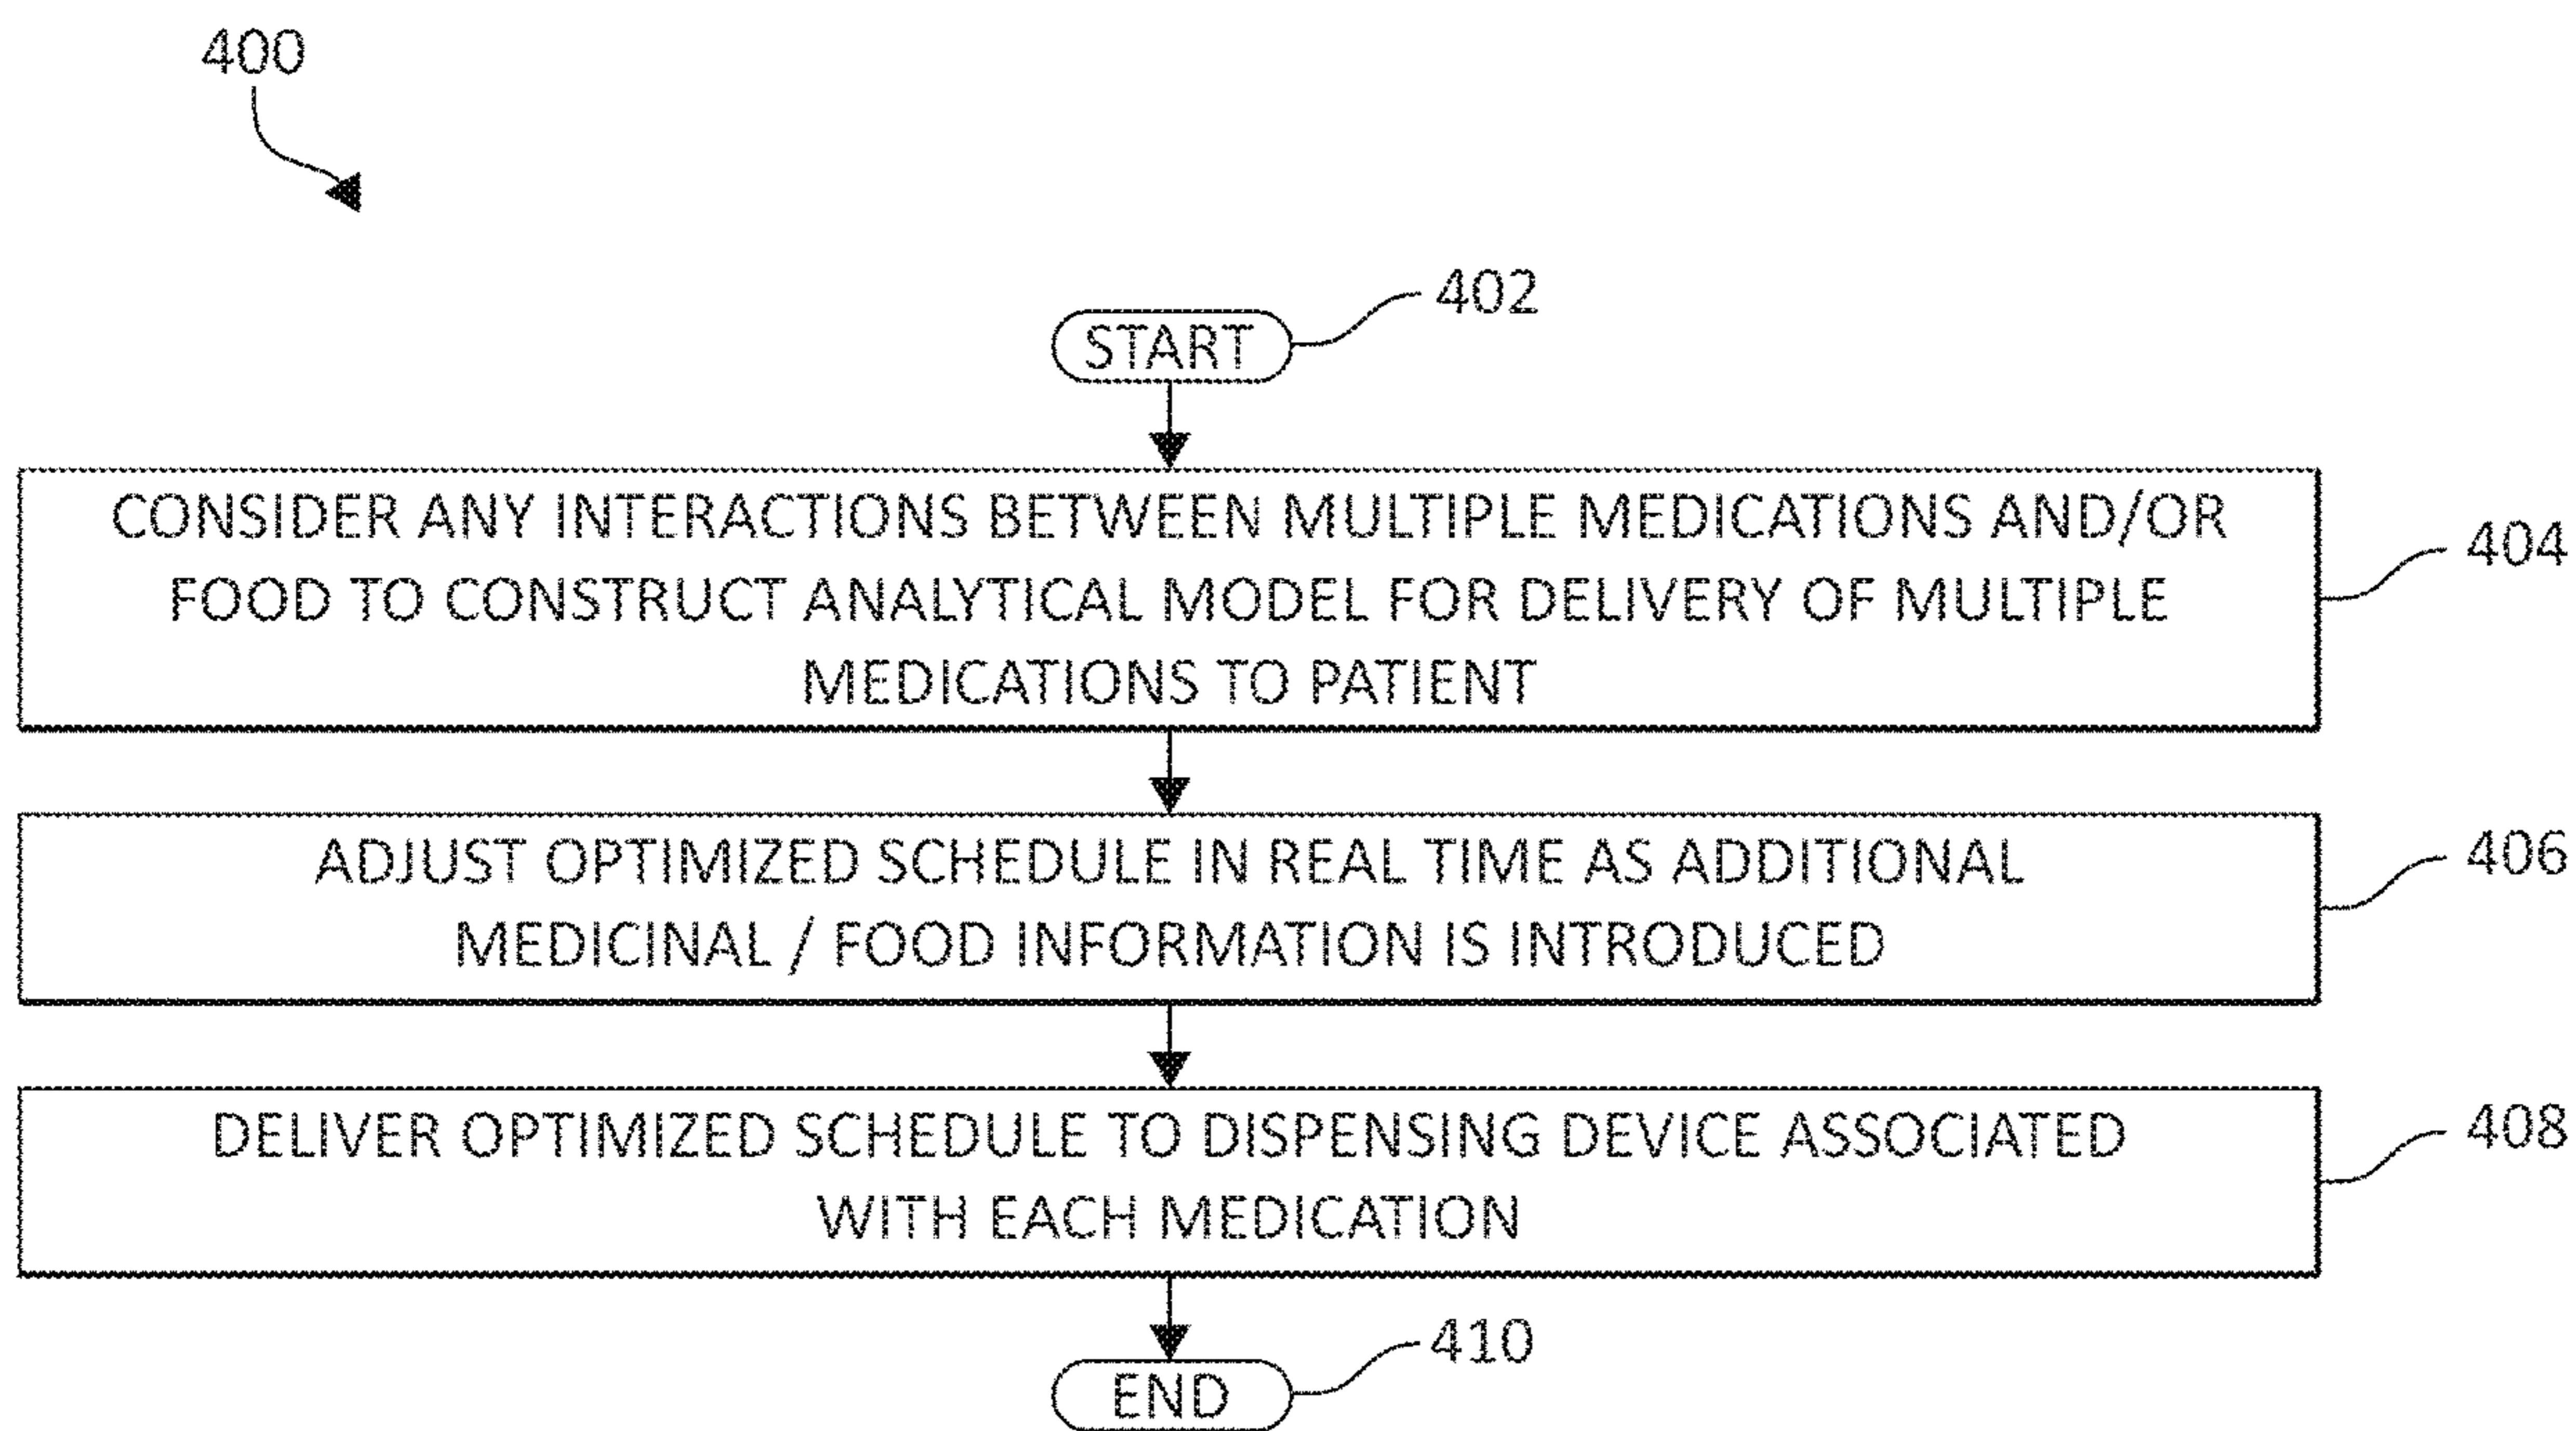 400
402
START
CONSIDER ANY INTERACTIONS BETWEEN MULTIPLE MEDICATIONS AND/OR
FOOD TO CONSTRUCT ANALYTICAL MODEL FOR DELIVERY OF MULTIPLE
MEDICATIONS TO PATIENT
404
ADJUST OPTIMIZED SCHEDULE IN REAL TIME AS ADDITIONAL
MEDICINAL / FOOD INFORMATION IS INTRODUCED
406
DELIVER OPTIMIZED SCHEDULE TO DISPENSING DEVICE ASSOCIATED
WITH EACH MEDICATION
408
410
END